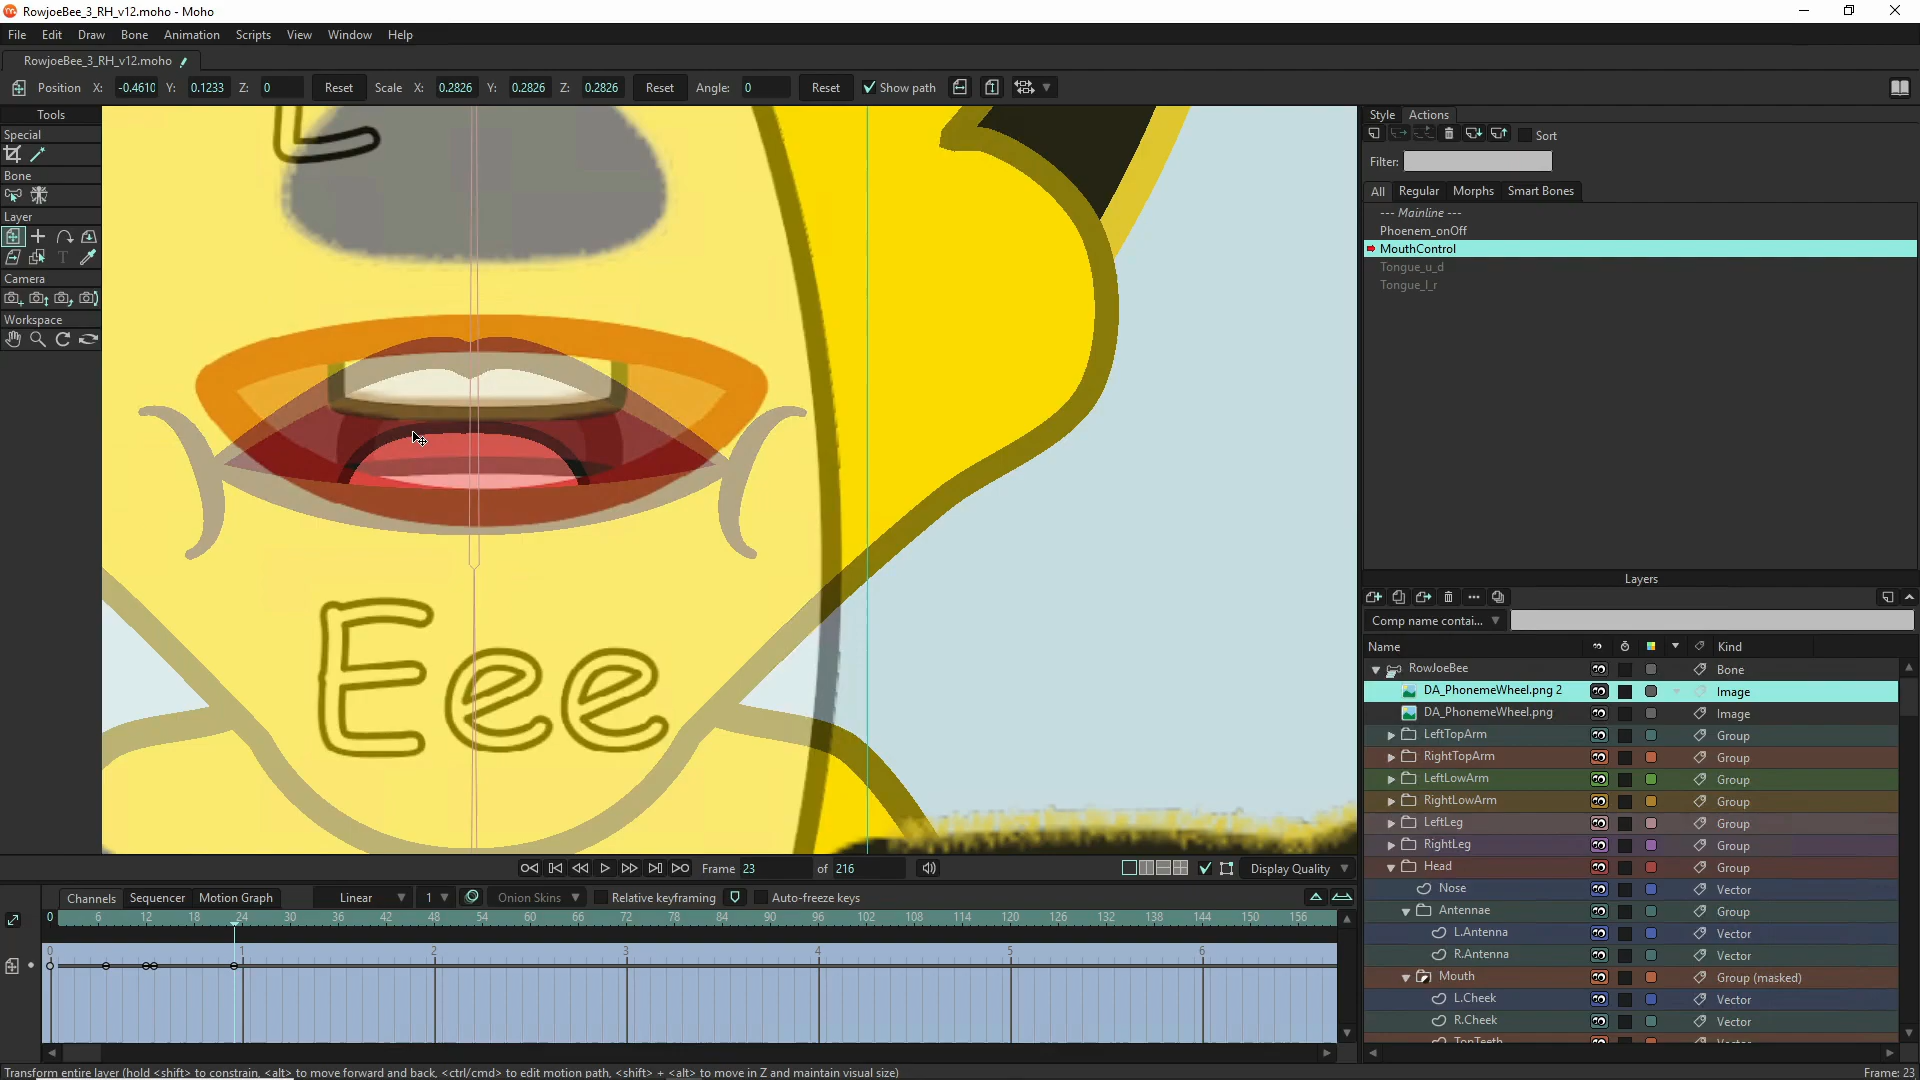 RowjoeBee_3_RH_v12.moho - Moho
File Edit Draw Bone Animation Scripts View Window Help
RowjoeBee_3_RH_v12.moho
Position X: -0.4610 Y: 0.1233 Z: 0 Reset Scale X: 0.2826 Y: 0.2826 Z: 0.2826 Reset Angle: 0 Reset Show path
Tools
Special
Bone
Layer
Camera
Workspace
L
Eee
Style Actions
Sort
Filter:
All Regular Morphs Smart Bones
--- Mainline ---
Phoenem_onOff
MouthControl
Tongue_u_d
Tongue_l_r
Layers
Comp name contai...
Name Kind
RowJoeBee Bone
DA_PhonemeWheel.png 2 Image
DA_PhonemeWheel.png Image
LeftTopArm Group
RightTopArm Group
LeftLowArm Group
RightLowArm Group
LeftLeg Group
RightLeg Group
Head Group
Nose Vector
Antennae Group
L.Antenna Vector
R.Antenna Vector
Mouth Group (masked)
L.Cheek Vector
R.Cheek Vector
Frame 23 of 216 Display Quality
Channels Sequencer Motion Graph Linear 1 Onion Skins Relative keyframing Auto-freeze keys
0 6 12 18 24 30 36 42 48 54 60 66 72 78 84 90 96 102 108 114 120 126 132 138 144 150 156
0 1 2 3 4 5 6
Transform entire layer (hold <shift> to constrain, <alt> to move forward and back, <ctrl/cmd> to edit motion path, <shift> + <alt> to move in Z and maintain visual size) Frame: 23